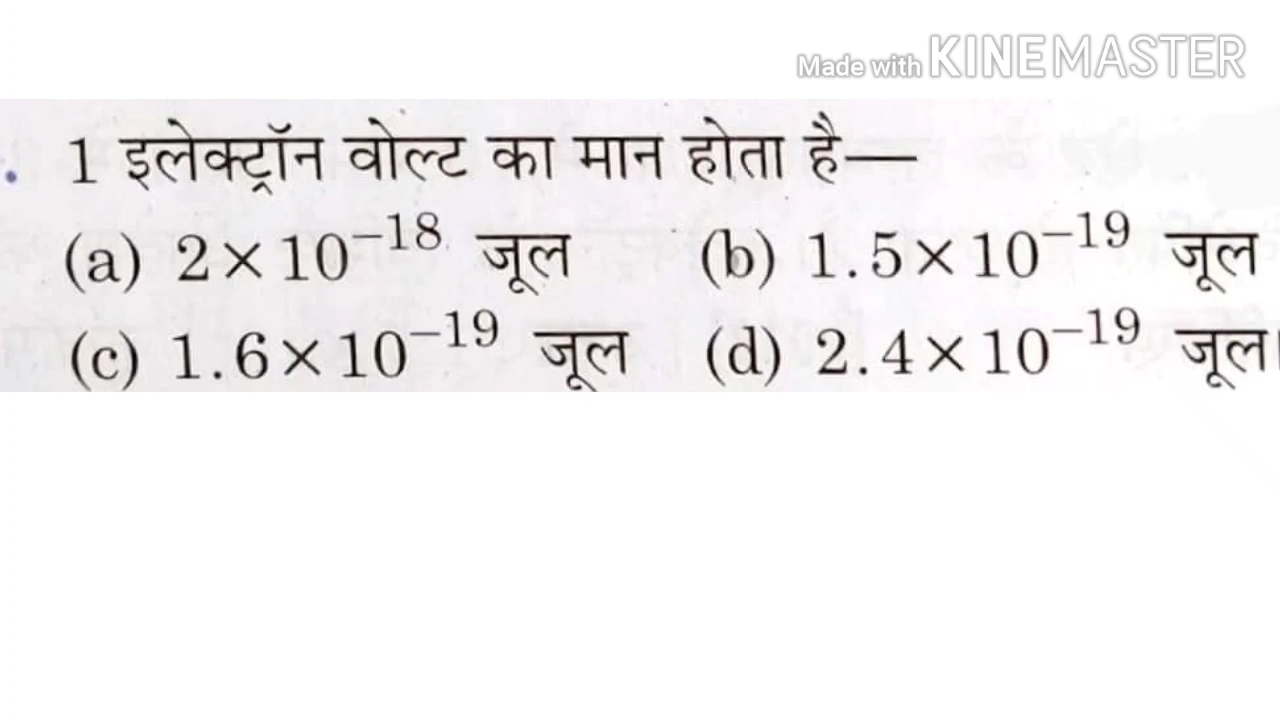 Made with KINEMASTER
. 1 इलेक्ट्रॉन वोल्ट का मान होता है—
(a) 2×10⁻¹⁸ जूल (b) 1.5×10⁻¹⁹ जूल
(c) 1.6×10⁻¹⁹ जूल (d) 2.4×10⁻¹⁹ जूल।